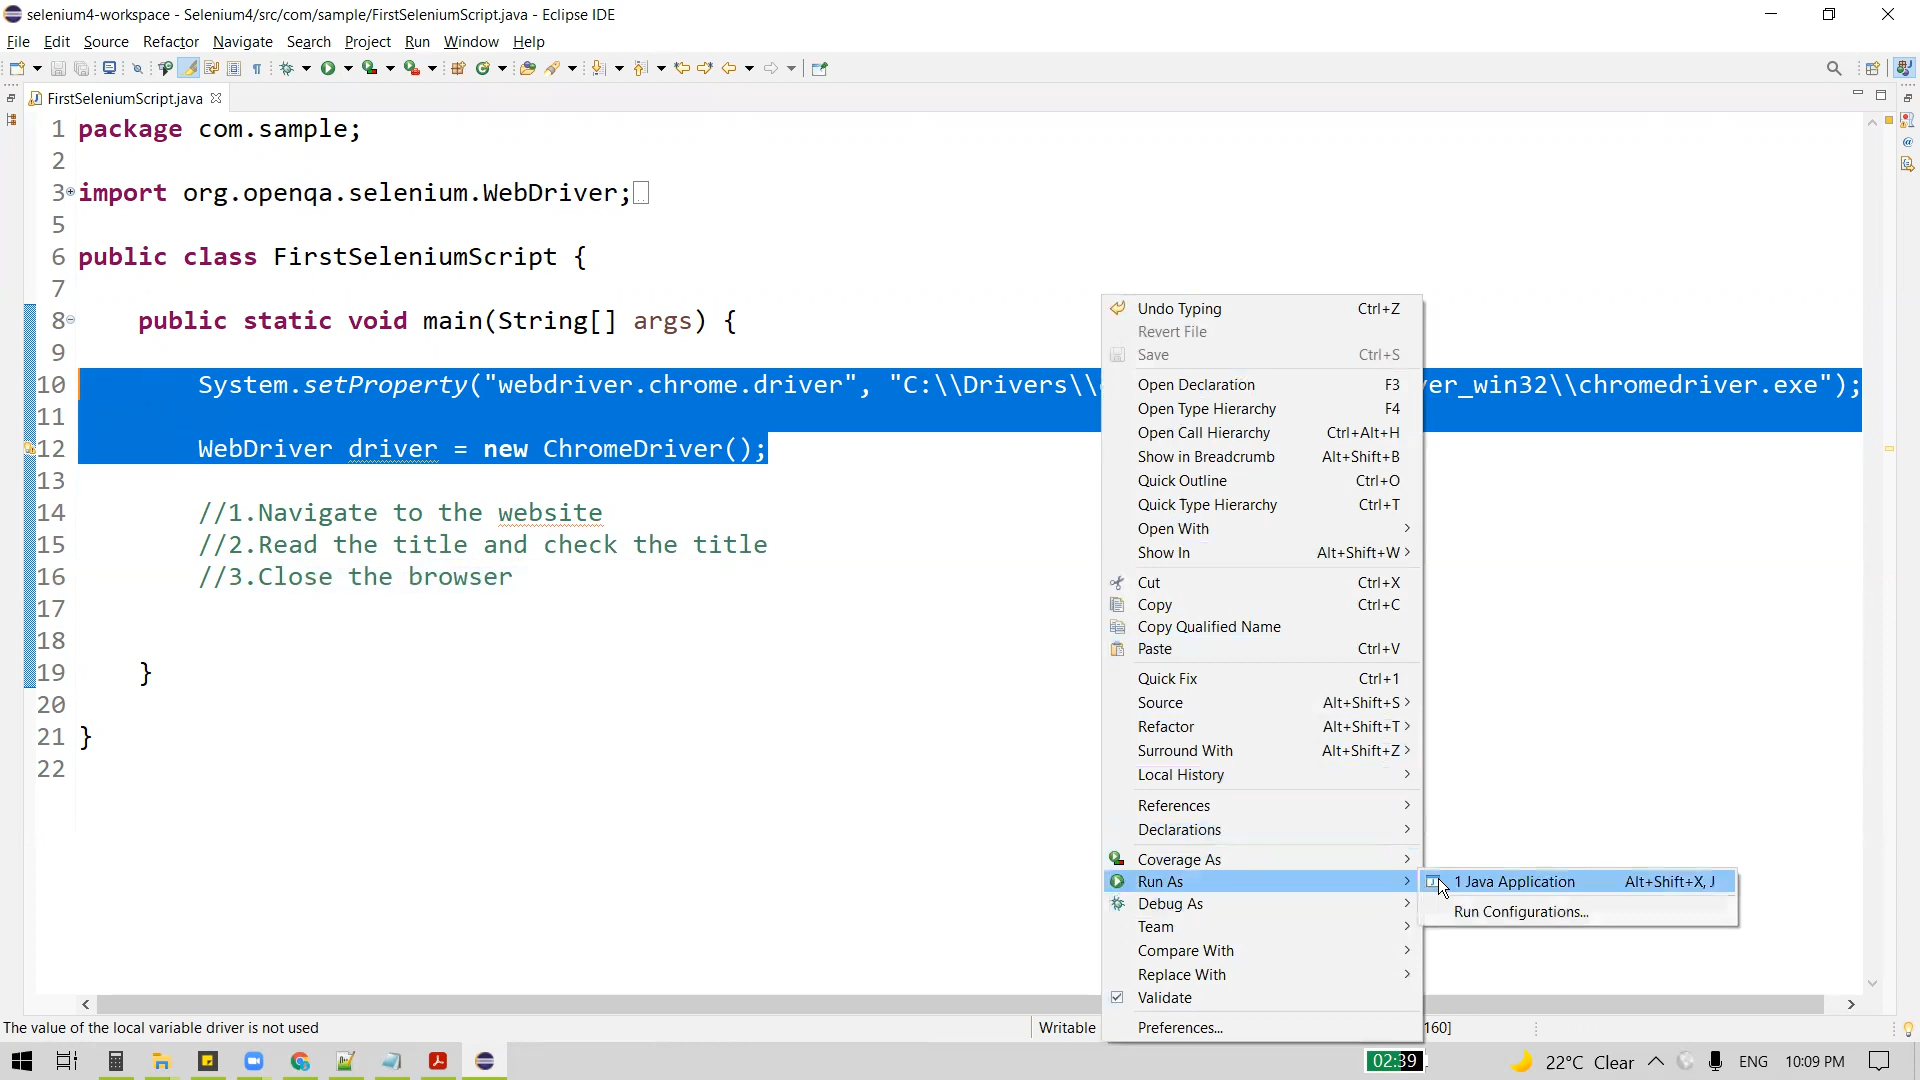 selenium4-workspace - Selenium4/src/com/sample/FirstSeleniumScript.java - Eclipse IDE
File Edit Source Refactor Navigate Search Project Run Window Help
FirstSeleniumScript.java
1 package com.sample;
2
3 import org.openqa.selenium.WebDriver;
5
6 public class FirstSeleniumScript {
7
8 public static void main(String[] args) {
9
10 System.setProperty("webdriver.chrome.driver", "C:\\Drivers\\ver_win32\\chromedriver.exe");
11
12 WebDriver driver = new ChromeDriver();
13
14 //1.Navigate to the website
15 //2.Read the title and check the title
16 //3.Close the browser
17
18
19 }
20
21 }
22
Undo Typing Ctrl+Z
Revert File
Save Ctrl+S
Open Declaration F3
Open Type Hierarchy F4
Open Call Hierarchy Ctrl+Alt+H
Show in Breadcrumb Alt+Shift+B
Quick Outline Ctrl+O
Quick Type Hierarchy Ctrl+T
Open With
Show In Alt+Shift+W
Cut Ctrl+X
Copy Ctrl+C
Copy Qualified Name
Paste Ctrl+V
Quick Fix Ctrl+1
Source Alt+Shift+S
Refactor Alt+Shift+T
Surround With Alt+Shift+Z
Local History
References
Declarations
Coverage As
Run As
Debug As
Team
Compare With
Replace With
Validate
Preferences...
1 Java Application Alt+Shift+X, J
Run Configurations...
The value of the local variable driver is not used
Writable
160]
02:39
22°C Clear
ENG
10:09 PM